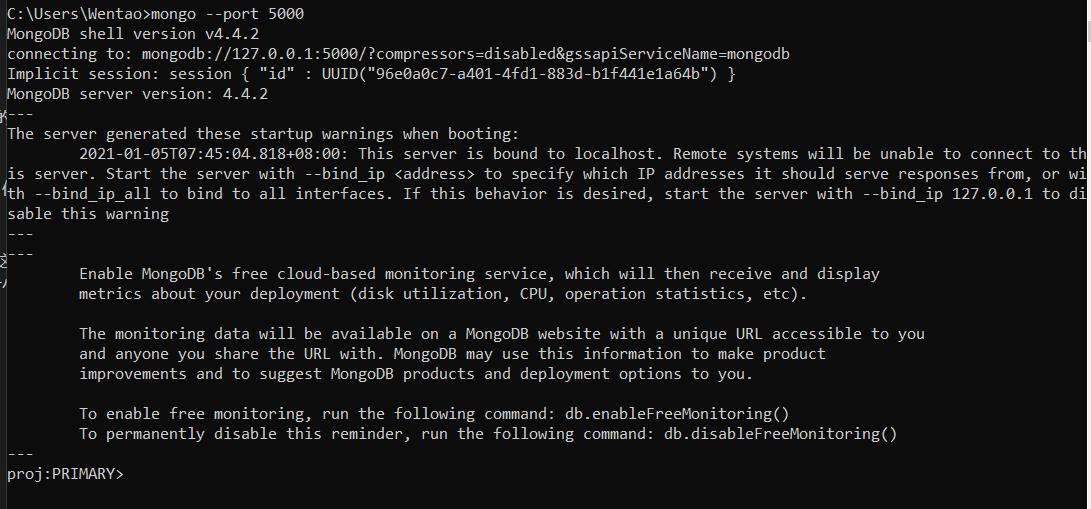 C:\Users\Wentao>mongo --port 5000
MongoDB shell version v4.4.2
connecting to: mongodb://127.0.0.1:5000/?compressors=disabled&gssapiServiceName=mongodb
Implicit session: session { "id" : UUID("96e0a0c7-a401-4fd1-883d-b1f441e1a64b") }
MongoDB server version: 4.4.2
---
The server generated these startup warnings when booting:
        2021-01-05T07:45:04.818+08:00: This server is bound to localhost. Remote systems will be unable to connect to th
is server. Start the server with --bind_ip <address> to specify which IP addresses it should serve responses from, or wi
th --bind_ip_all to bind to all interfaces. If this behavior is desired, start the server with --bind_ip 127.0.0.1 to di
sable this warning
---
---
        Enable MongoDB's free cloud-based monitoring service, which will then receive and display
        metrics about your deployment (disk utilization, CPU, operation statistics, etc).

        The monitoring data will be available on a MongoDB website with a unique URL accessible to you
        and anyone you share the URL with. MongoDB may use this information to make product
        improvements and to suggest MongoDB products and deployment options to you.

        To enable free monitoring, run the following command: db.enableFreeMonitoring()
        To permanently disable this reminder, run the following command: db.disableFreeMonitoring()
---
proj:PRIMARY>